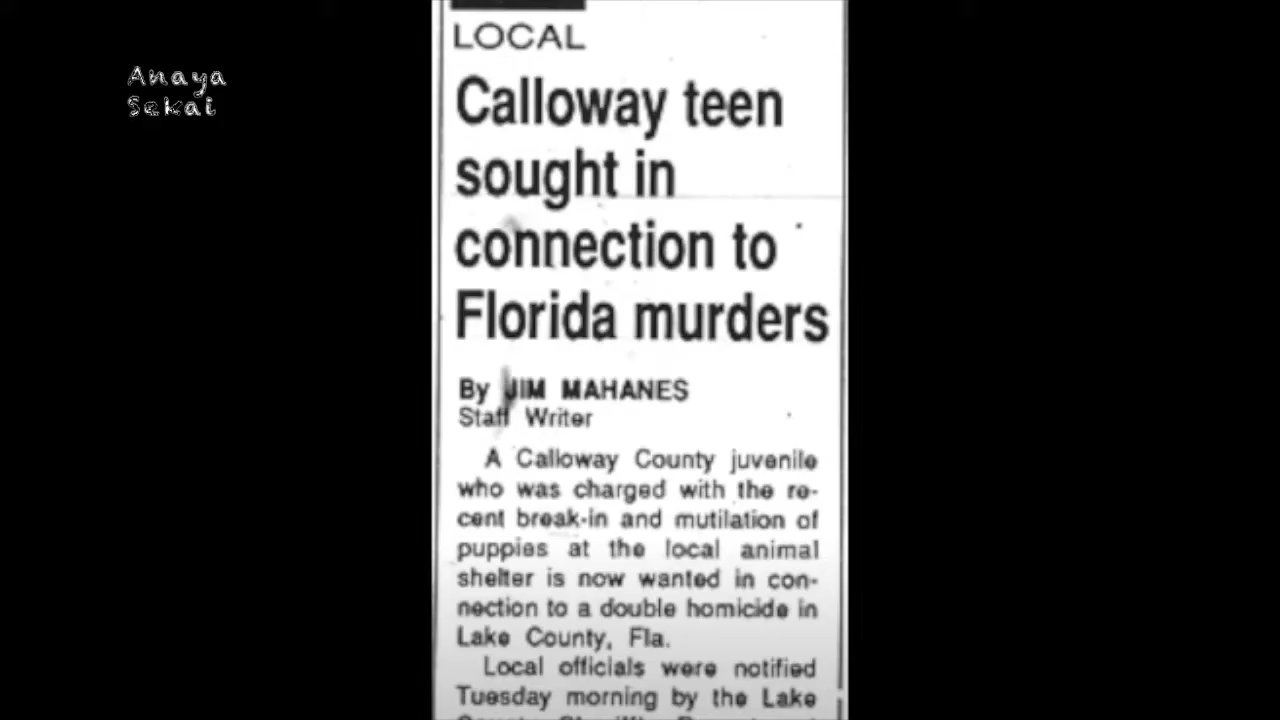 Anaya
Sekai
LOCAL
Calloway teen
sought in
connection to
Florida murders
By JIM MAHANES
Staff Writer
A Calloway County juvenile
who was charged with the re-
cent break-in and mutilation of
puppies at the local animal
shelter is now wanted in con-
nection to a double homicide in
Lake County, Fla.
Local officials were notified
Tuesday morning by the Lake